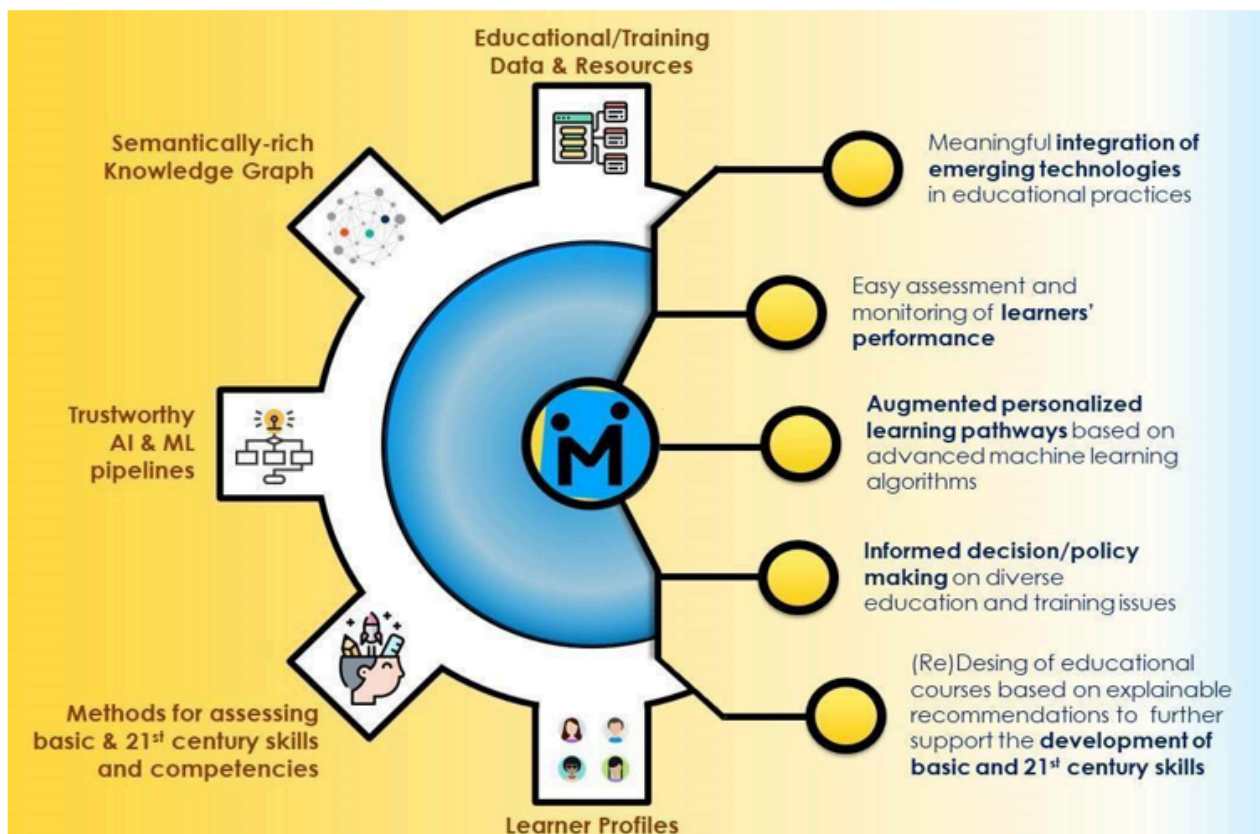 Educational/Training
Data & Resources
Semantically-rich
Knowledge Graph
Trustworthy
AI & ML
pipelines
Methods for assessing
basic & 21st century skills
and competencies
Learner Profiles
M
Meaningful integration of
emerging technologies
in educational practices
Easy assessment and
monitoring of learners'
performance
Augmented personalized
learning pathways based on
advanced machine learning
algorithms
Informed decision/policy
making on diverse
education and training issues
(Re)Desing of educational
courses based on explainable
recommendations to further
support the development of
basic and 21st century skills